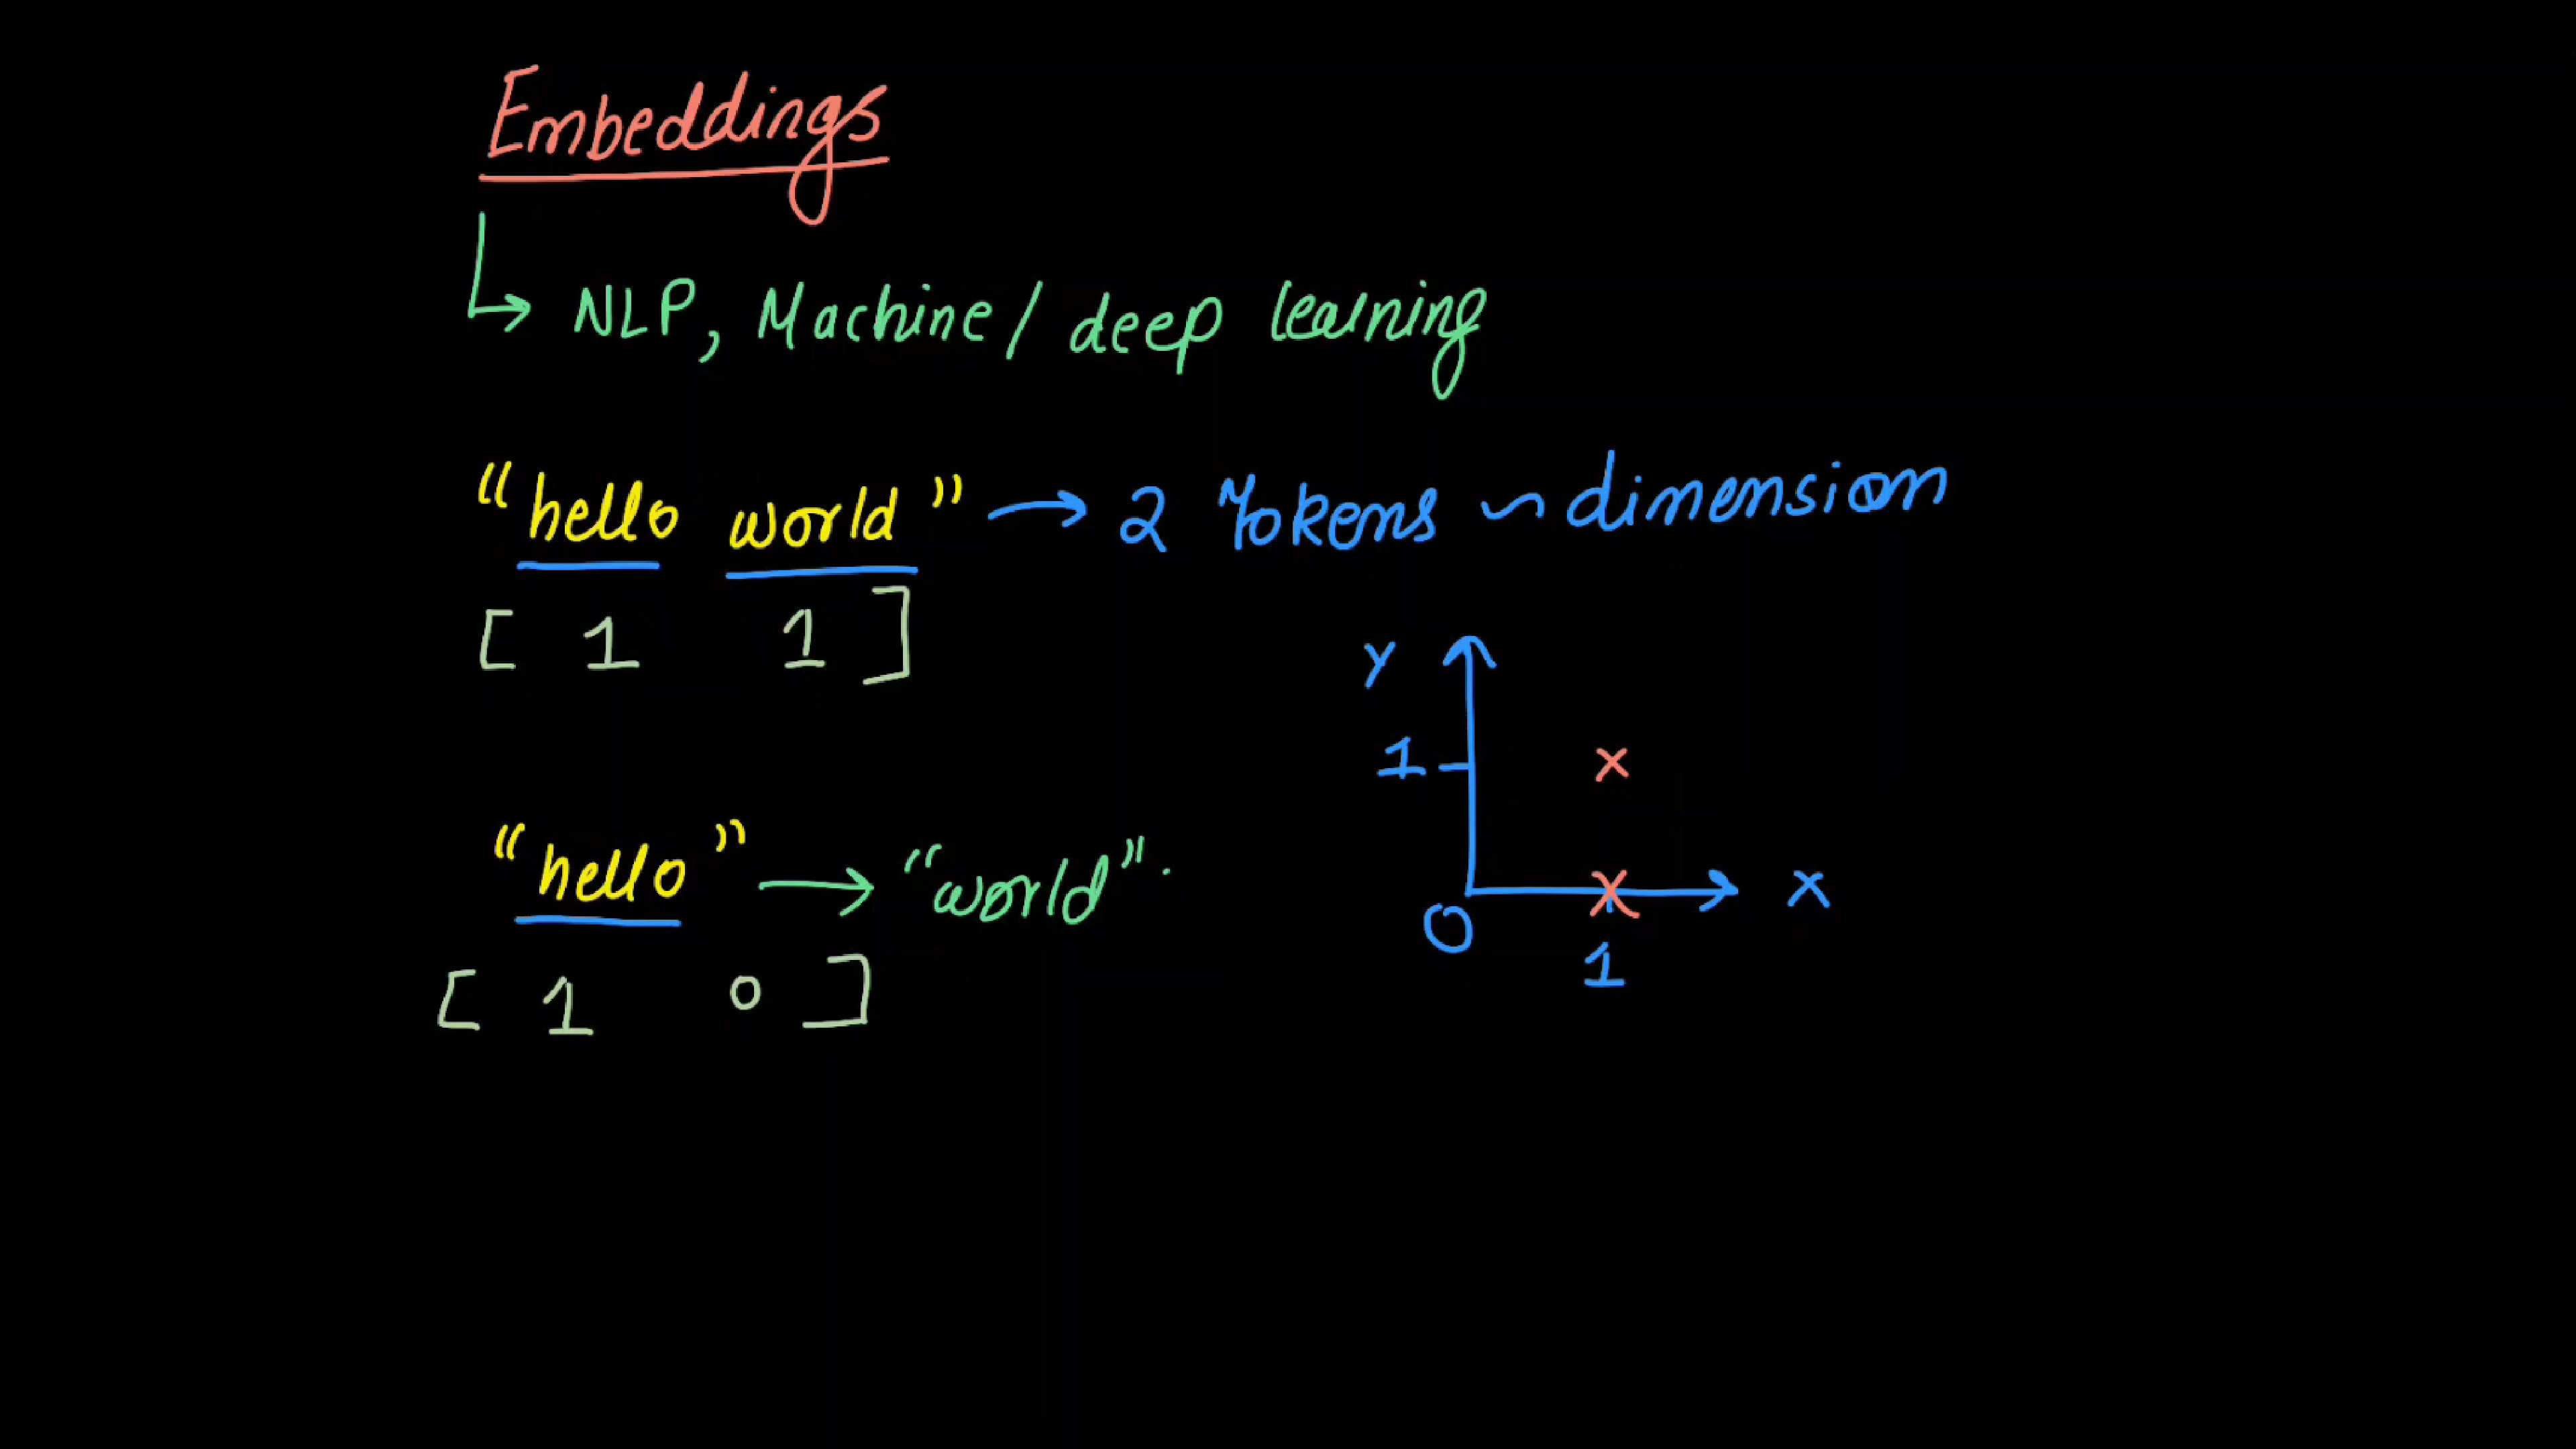 Embeddings
↳ NLP, Machine/deep learning
"hello world" → 2 Tokens ~ dimension
[ 1 1 ]
y
1
"hello" → "world".
x
0
1
[ 1 0 ]